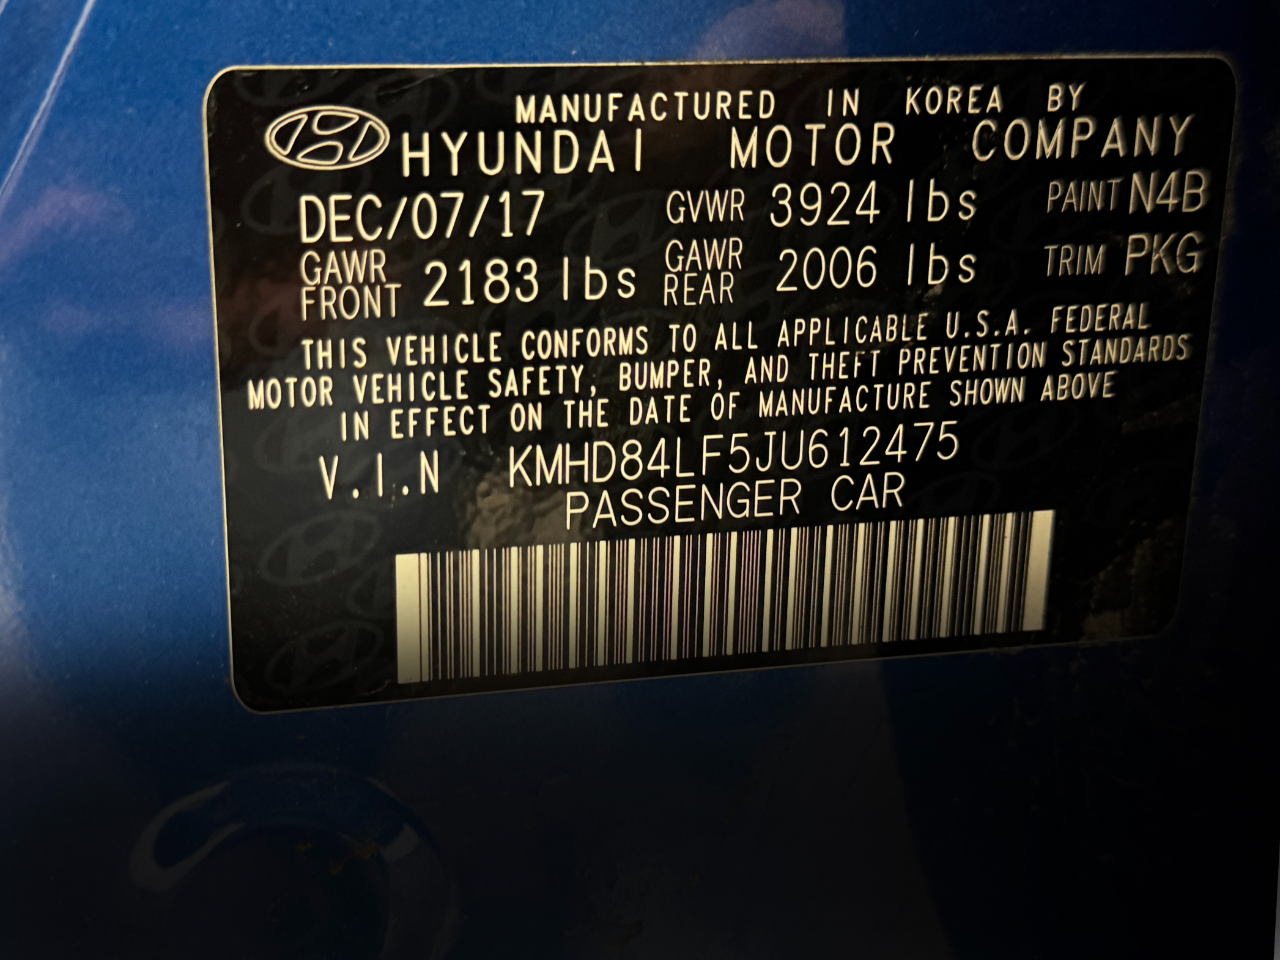 MANUFACTURED IN KOREA BY
HYUNDAI MOTOR COMPANY
DEC/07/17 GVWR 3924 lbs PAINT N4B
GAWR FRONT 2183 lbs GAWR REAR 2006 lbs TRIM PKG
THIS VEHICLE CONFORMS TO ALL APPLICABLE U.S.A. FEDERAL
MOTOR VEHICLE SAFETY, BUMPER, AND THEFT PREVENTION STANDARDS
IN EFFECT ON THE DATE OF MANUFACTURE SHOWN ABOVE
V.I.N KMHD84LF5JU612475
PASSENGER CAR